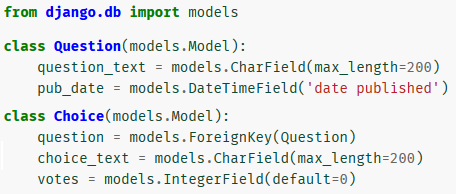 from django.db import models
class Question(models.Model):
    question_text = models.CharField(max_length=200)
    pub_date = models.DateTimeField('date published')
class Choice(models.Model):
    question = models.ForeignKey(Question)
    choice_text = models.CharField(max_length=200)
    votes = models.IntegerField(default=0)